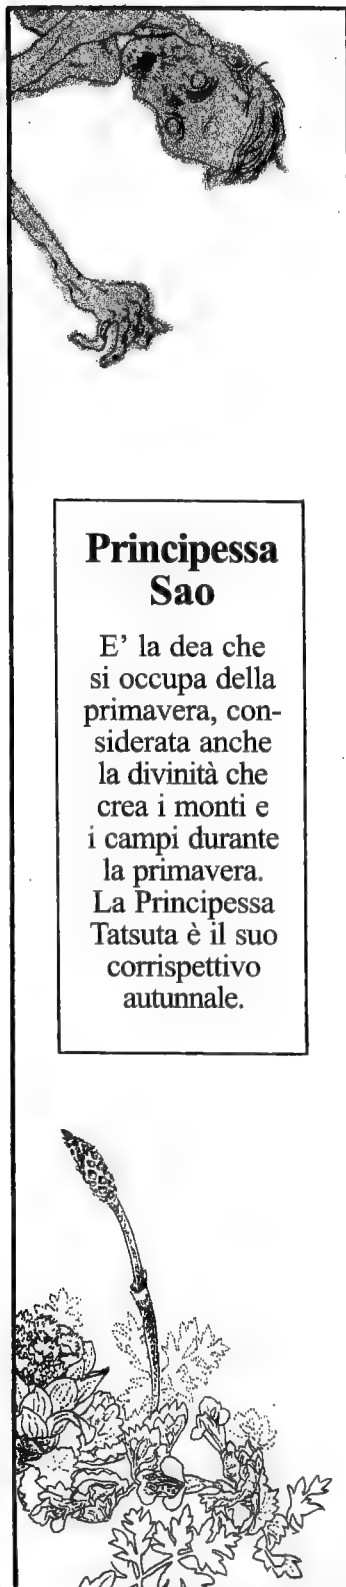 Principessa
Sao
E' la dea che
si occupa della
primavera, con-
siderata anche
la divinità che
crea i monti e
i campi durante
la primavera.
La Principessa
Tatsuta è il suo
corrispettivo
autunnale.